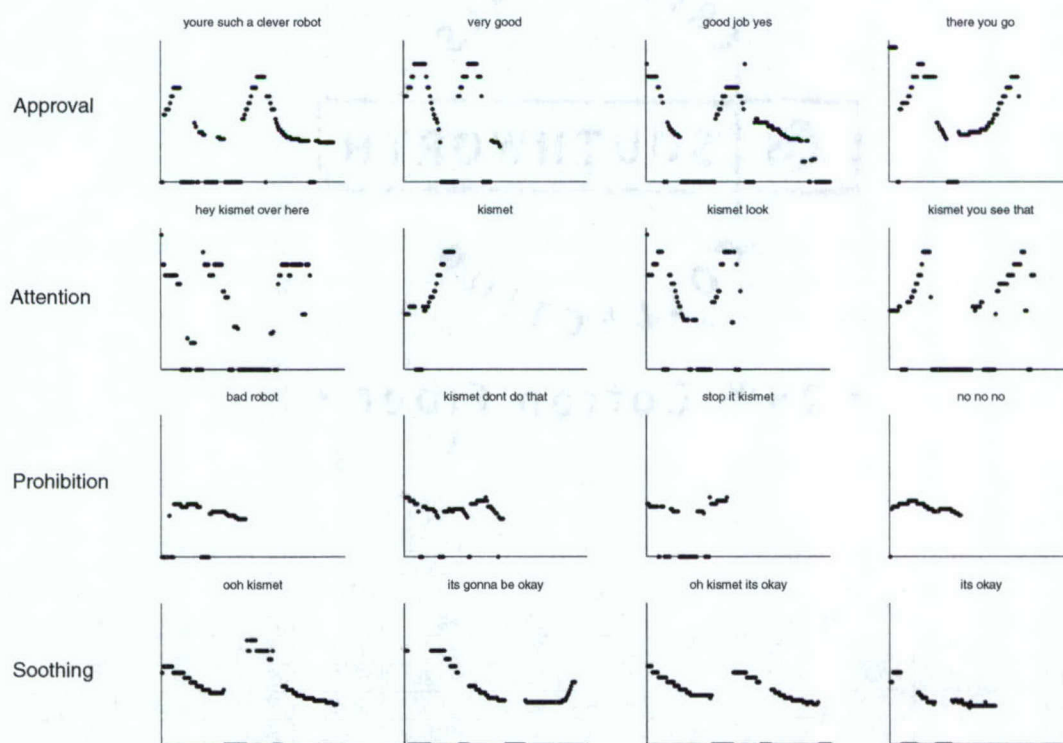 youre such a clever robot
very good
good job yes
there you go
Approval
hey kismet over here
kismet
kismet look
kismet you see that
Attention
bad robot
kismet dont do that
stop it kismet
no no no
Prohibition
ooh kismet
its gonna be okay
oh kismet its okay
its okay
Soothing